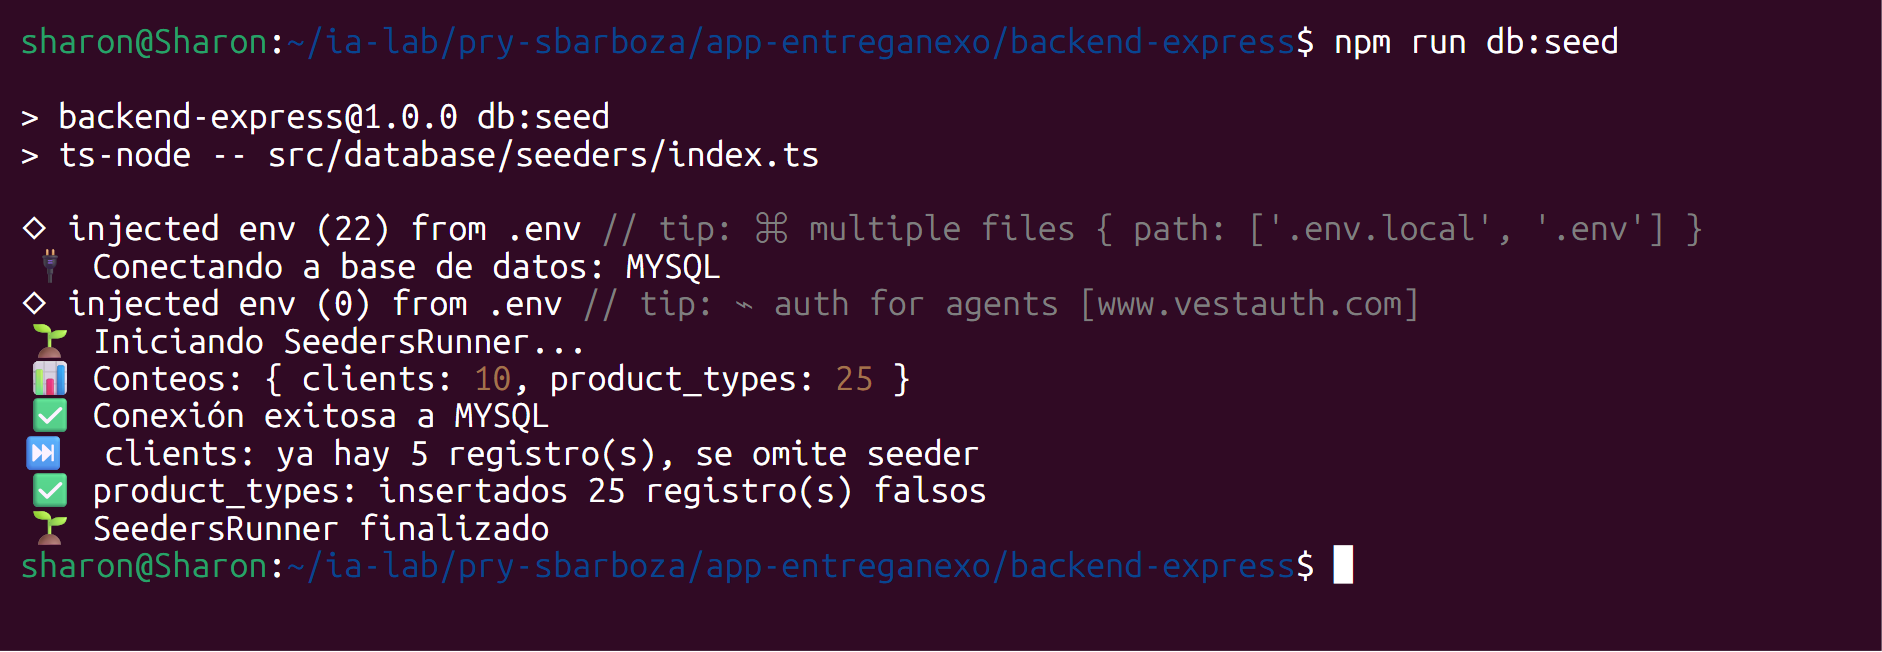 sharon@Sharon:~/ia-lab/pry-sbarboza/app-entreganexo/backend-express$ npm run db:seed
> backend-express@1.0.0 db:seed
> ts-node -- src/database/seeders/index.ts
◇ injected env (22) from .env // tip: ⌘ multiple files { path: ['.env.local', '.env'] }
🔌 Conectando a base de datos: MYSQL
◇ injected env (0) from .env // tip: ⌁ auth for agents [www.vestauth.com]
🌱 Iniciando SeedersRunner...
📊 Conteos: { clients: 10, product_types: 25 }
✅ Conexión exitosa a MYSQL
⏭ clients: ya hay 5 registro(s), se omite seeder
✅ product_types: insertados 25 registro(s) falsos
🌱 SeedersRunner finalizado
sharon@Sharon:~/ia-lab/pry-sbarboza/app-entreganexo/backend-express$